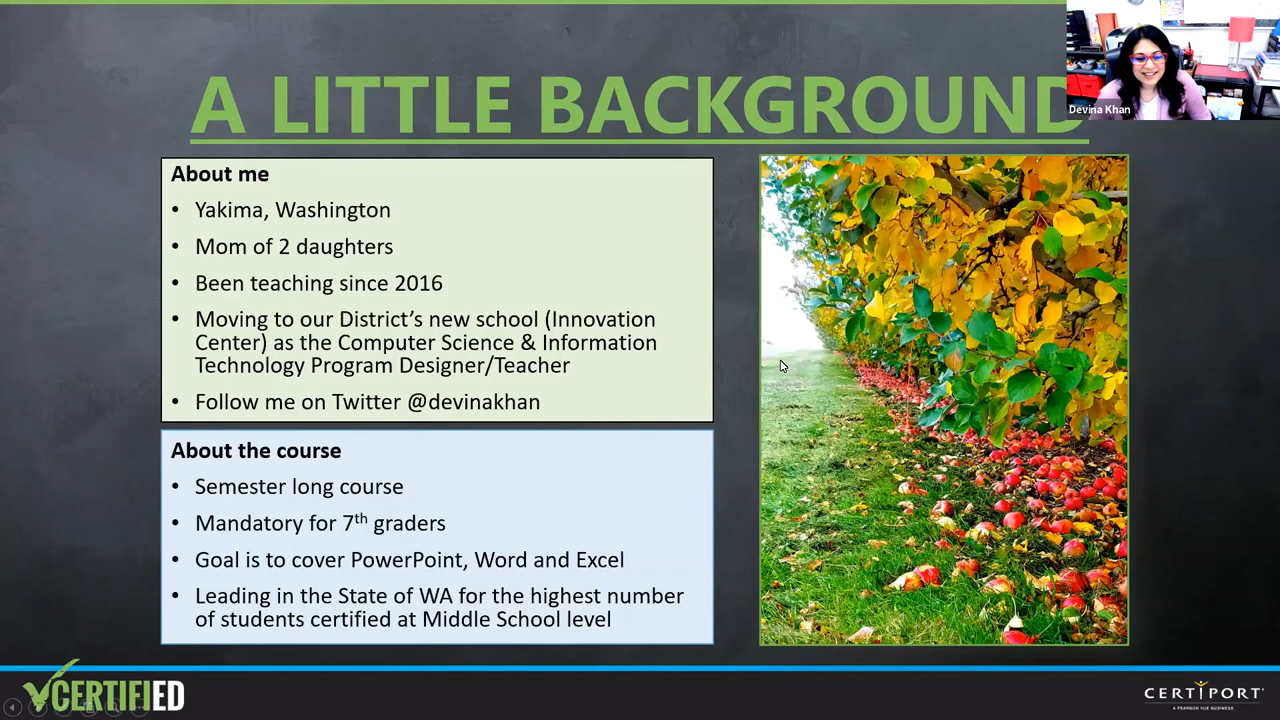 A LITTLE BACKGROUND
Devina Khan
About me
• Yakima, Washington
• Mom of 2 daughters
• Been teaching since 2016
• Moving to our District’s new school (Innovation
Center) as the Computer Science & Information
Technology Program Designer/Teacher
• Follow me on Twitter @devinakhan
About the course
• Semester long course
• Mandatory for 7th graders
• Goal is to cover PowerPoint, Word and Excel
• Leading in the State of WA for the highest number
of students certified at Middle School level
CERTIFIED
CERTIPORT
A PEARSON VUE BUSINESS